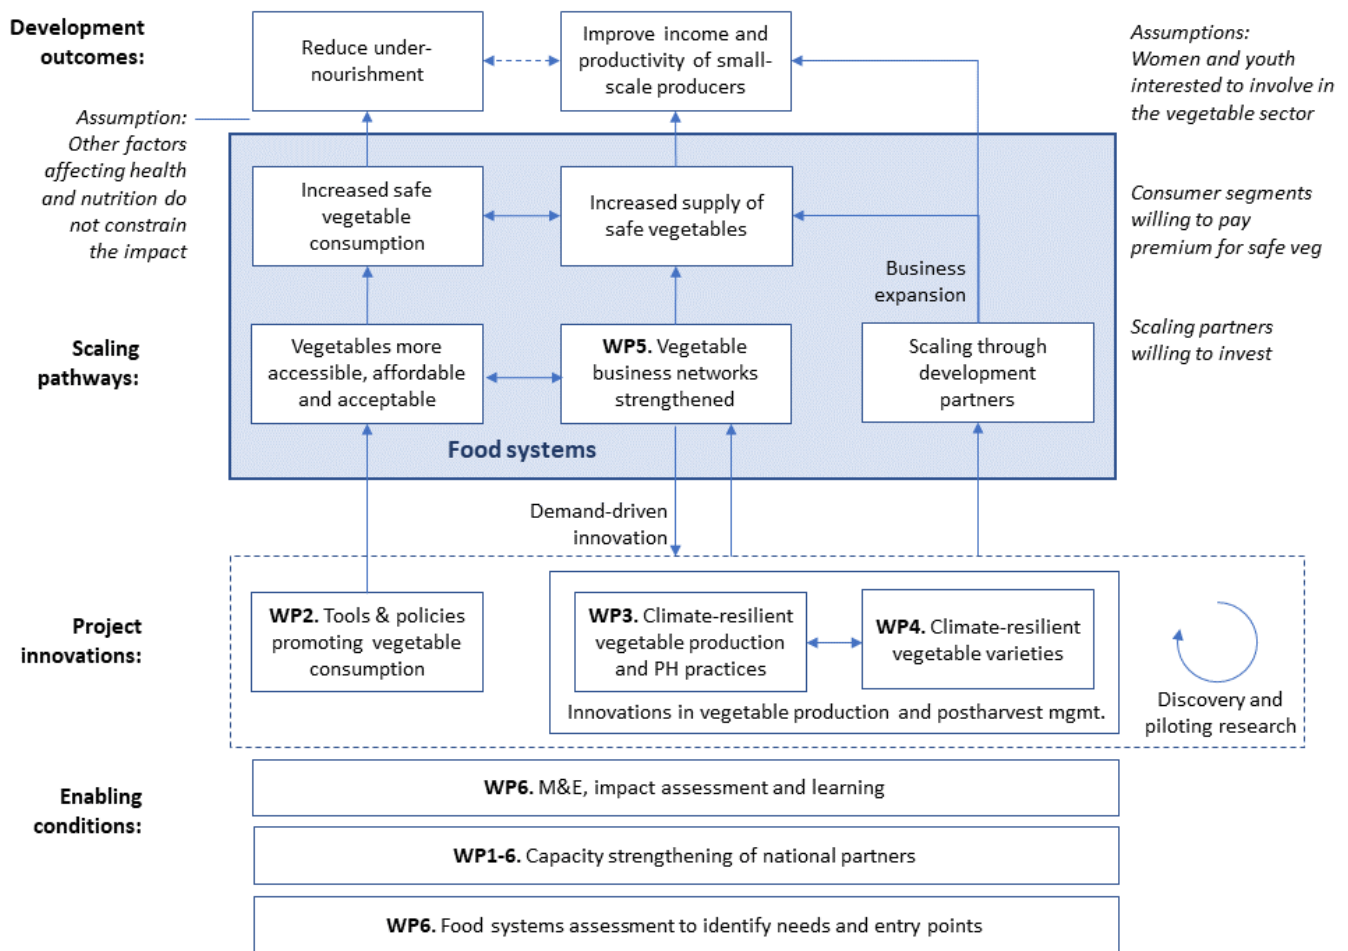 Development
outcomes:
Reduce under-
nourishment
Improve income and
productivity of small-
scale producers
Assumptions:
Women and youth
interested to involve in
the vegetable sector
Assumption:
Other factors
affecting health
and nutrition do
not constrain
the impact
Increased safe
vegetable
consumption
Increased supply of
safe vegetables
Consumer segments
willing to pay
premium for safe veg
Business
expansion
Scaling
pathways:
Vegetables more
accessible, affordable
and acceptable
WP5. Vegetable
business networks
strengthened
Scaling through
development
partners
Scaling partners
willing to invest
Food systems
Demand-driven
innovation
Project
innovations:
WP2. Tools & policies
promoting vegetable
consumption
WP3. Climate-resilient
vegetable production
and PH practices
WP4. Climate-resilient
vegetable varieties
Innovations in vegetable production and postharvest mgmt.
Discovery and
piloting research
Enabling
conditions:
WP6. M&E, impact assessment and learning
WP1-6. Capacity strengthening of national partners
WP6. Food systems assessment to identify needs and entry points